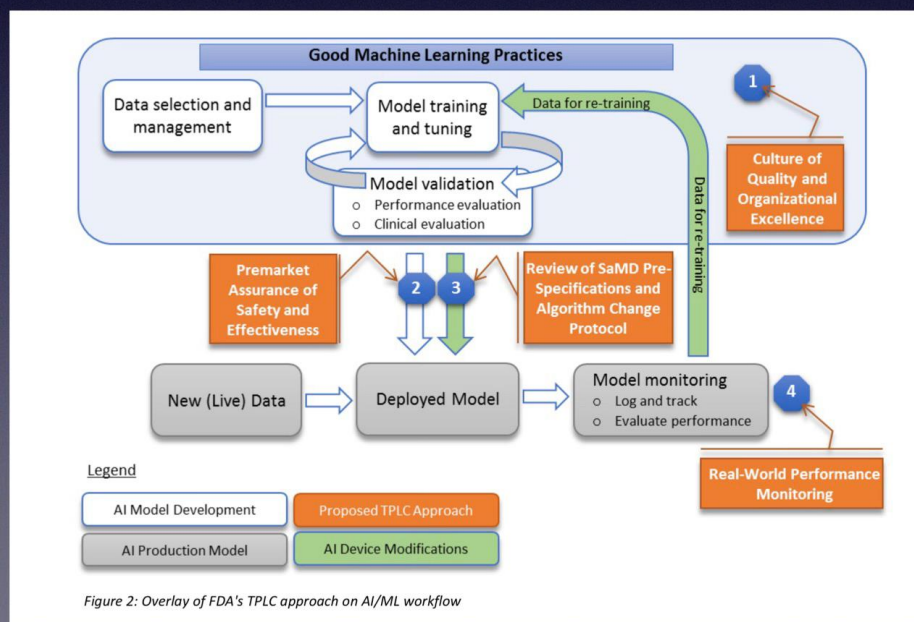 Good Machine Learning Practices
Data selection and
management
Model training
and tuning
Data for re-training
1
Culture of
Quality and
Organizational
Excellence
Model validation
o Performance evaluation
o Clinical evaluation
Data for re-training
Premarket
Assurance of
Safety and
Effectiveness
2
3
Review of SaMD Pre-
Specifications and
Algorithm Change
Protocol
New (Live) Data
Deployed Model
Model monitoring
o Log and track
o Evaluate performance
4
Real-World Performance
Monitoring
Legend
AI Model Development
Proposed TPLC Approach
AI Production Model
AI Device Modifications
Figure 2: Overlay of FDA's TPLC approach on AI/ML workflow